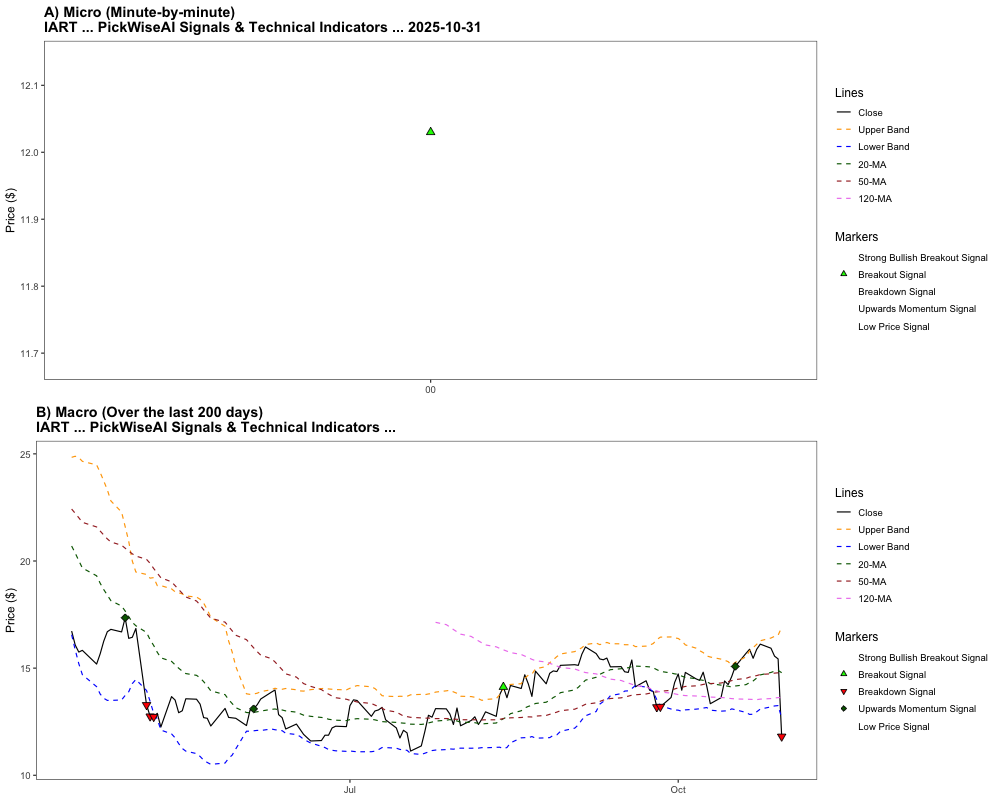 A) Micro (Minute-by-minute)
IART ... PickWiseAI Signals & Technical Indicators ... 2025-10-31
Price ($)
12.1
12.0
11.9
11.8
11.7
00
Lines
Close
Upper Band
Lower Band
20-MA
50-MA
120-MA
Markers
Strong Bullish Breakout Signal
Breakout Signal
Breakdown Signal
Upwards Momentum Signal
Low Price Signal
B) Macro (Over the last 200 days)
IART ... PickWiseAI Signals & Technical Indicators ...
Price ($)
25
20
15
10
Jul
Oct
Lines
Close
Upper Band
Lower Band
20-MA
50-MA
120-MA
Markers
Strong Bullish Breakout Signal
Breakout Signal
Breakdown Signal
Upwards Momentum Signal
Low Price Signal